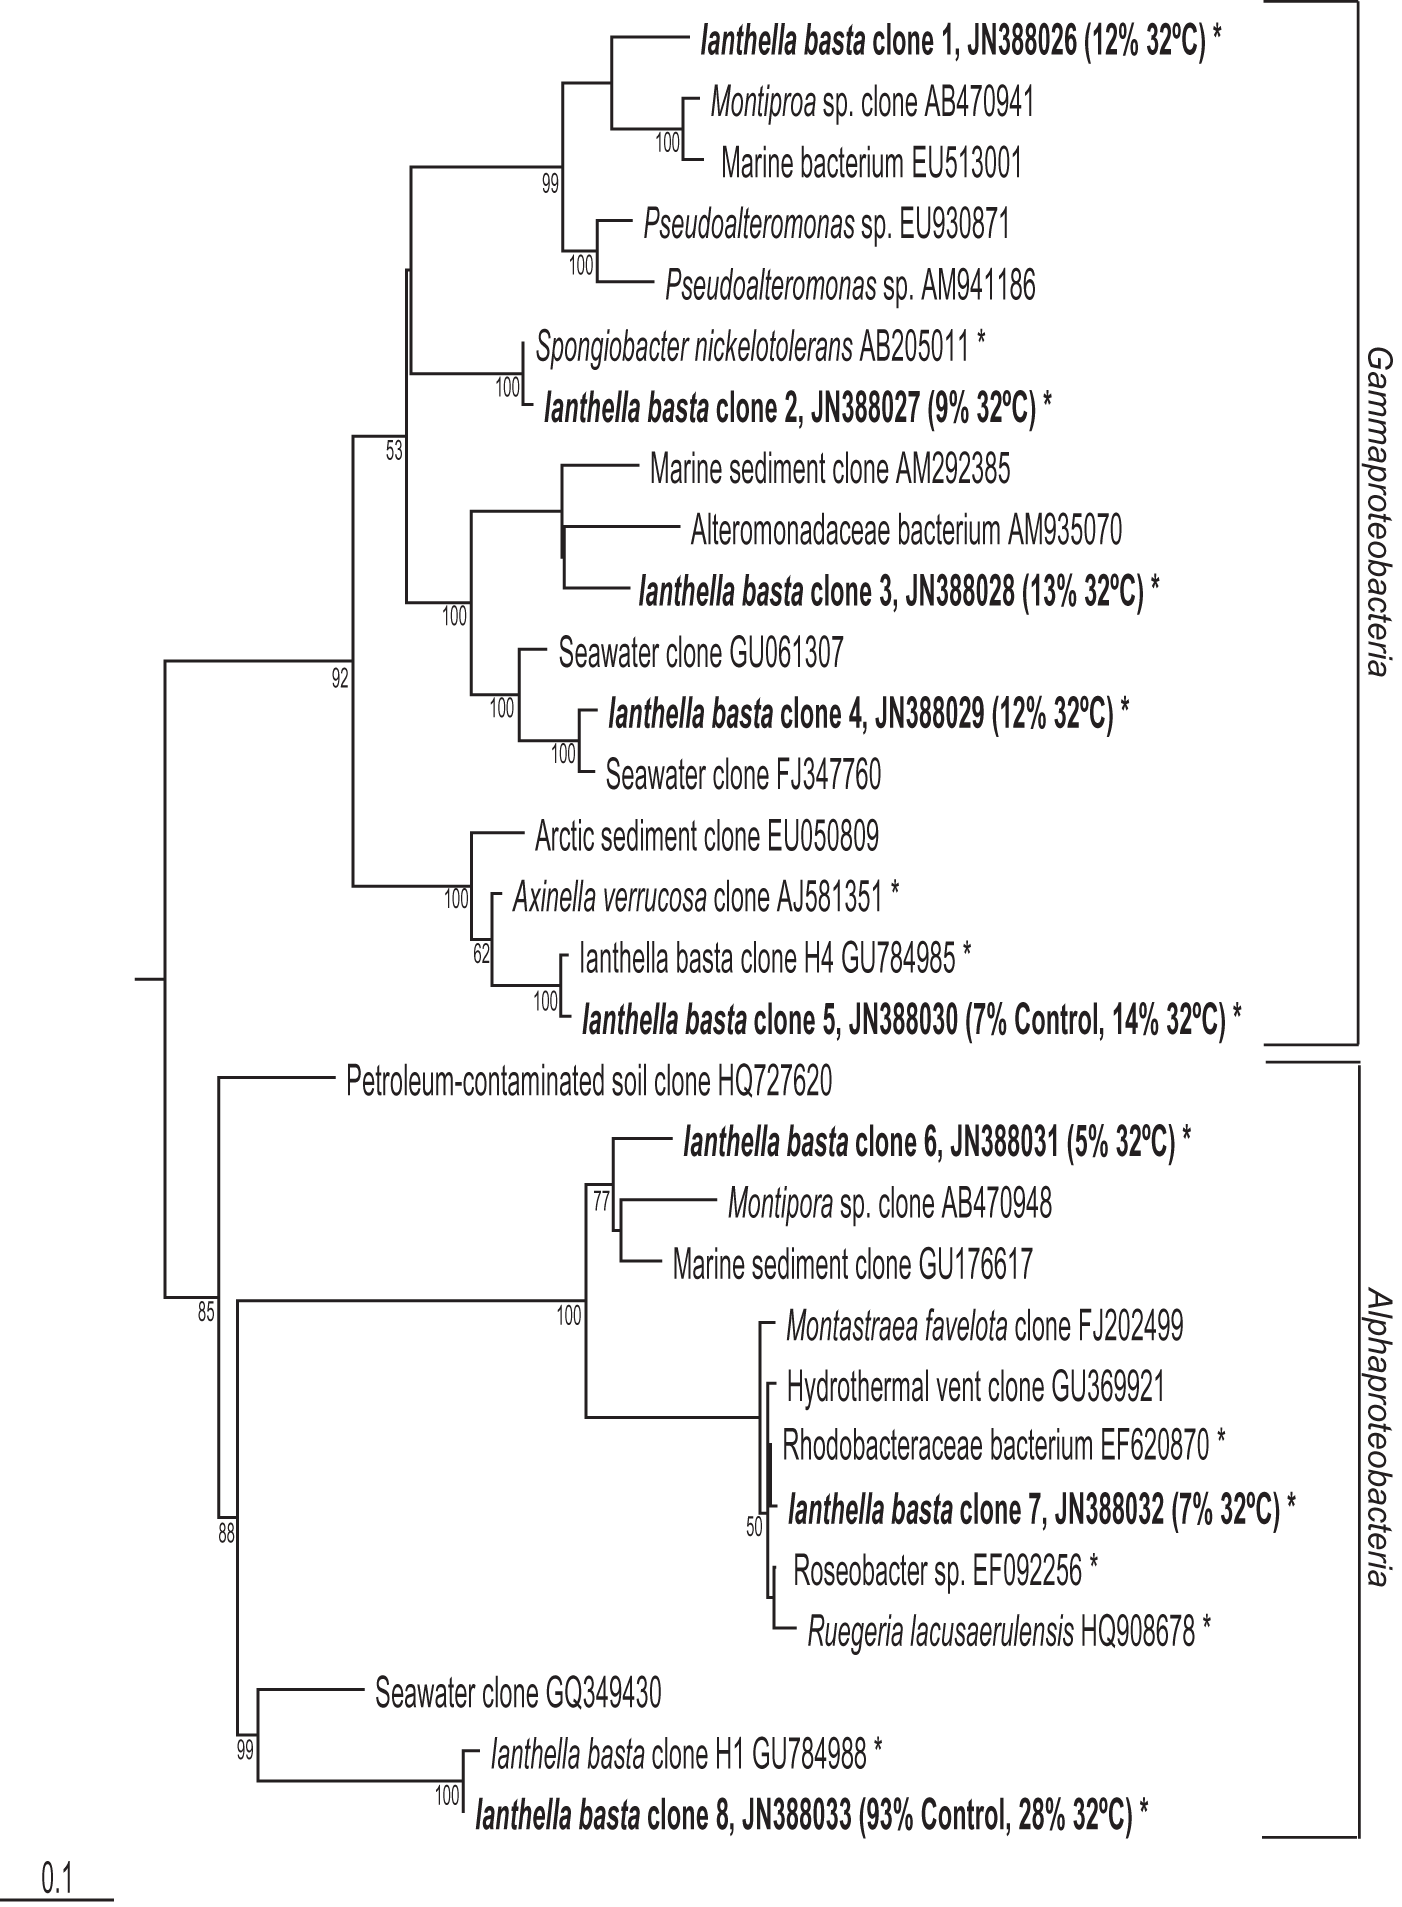 Ianthella basta clone 1, JN388026 (12% 32ºC) *
Montiproa sp. clone AB470941
100
Marine bacterium EU513001
99
Pseudoalteromonas sp. EU930871
100
Pseudoalteromonas sp. AM941186
Spongiobacter nickelotolerans AB205011 *
100
Ianthella basta clone 2, JN388027 (9% 32ºC) *
53
Marine sediment clone AM292385
Alteromonadaceae bacterium AM935070
Ianthella basta clone 3, JN388028 (13% 32ºC) *
100
Seawater clone GU061307
92
100
Ianthella basta clone 4, JN388029 (12% 32ºC) *
100
Seawater clone FJ347760
Arctic sediment clone EU050809
100
Axinella verrucosa clone AJ581351 *
62
Ianthella basta clone H4 GU784985 *
100
Ianthella basta clone 5, JN388030 (7% Control, 14% 32ºC) *
Gammaproteobacteria
Petroleum-contaminated soil clone HQ727620
Ianthella basta clone 6, JN388031 (5% 32ºC) *
77
Montipora sp. clone AB470948
Marine sediment clone GU176617
85
100
Montastraea favelota clone FJ202499
Hydrothermal vent clone GU369921
Rhodobacteraceae bacterium EF620870 *
Ianthella basta clone 7, JN388032 (7% 32ºC) *
88
50
Roseobacter sp. EF092256 *
Ruegeria lacusaerulensis HQ908678 *
Seawater clone GQ349430
99
Ianthella basta clone H1 GU784988 *
100
Ianthella basta clone 8, JN388033 (93% Control, 28% 32ºC) *
Alphaproteobacteria
0.1